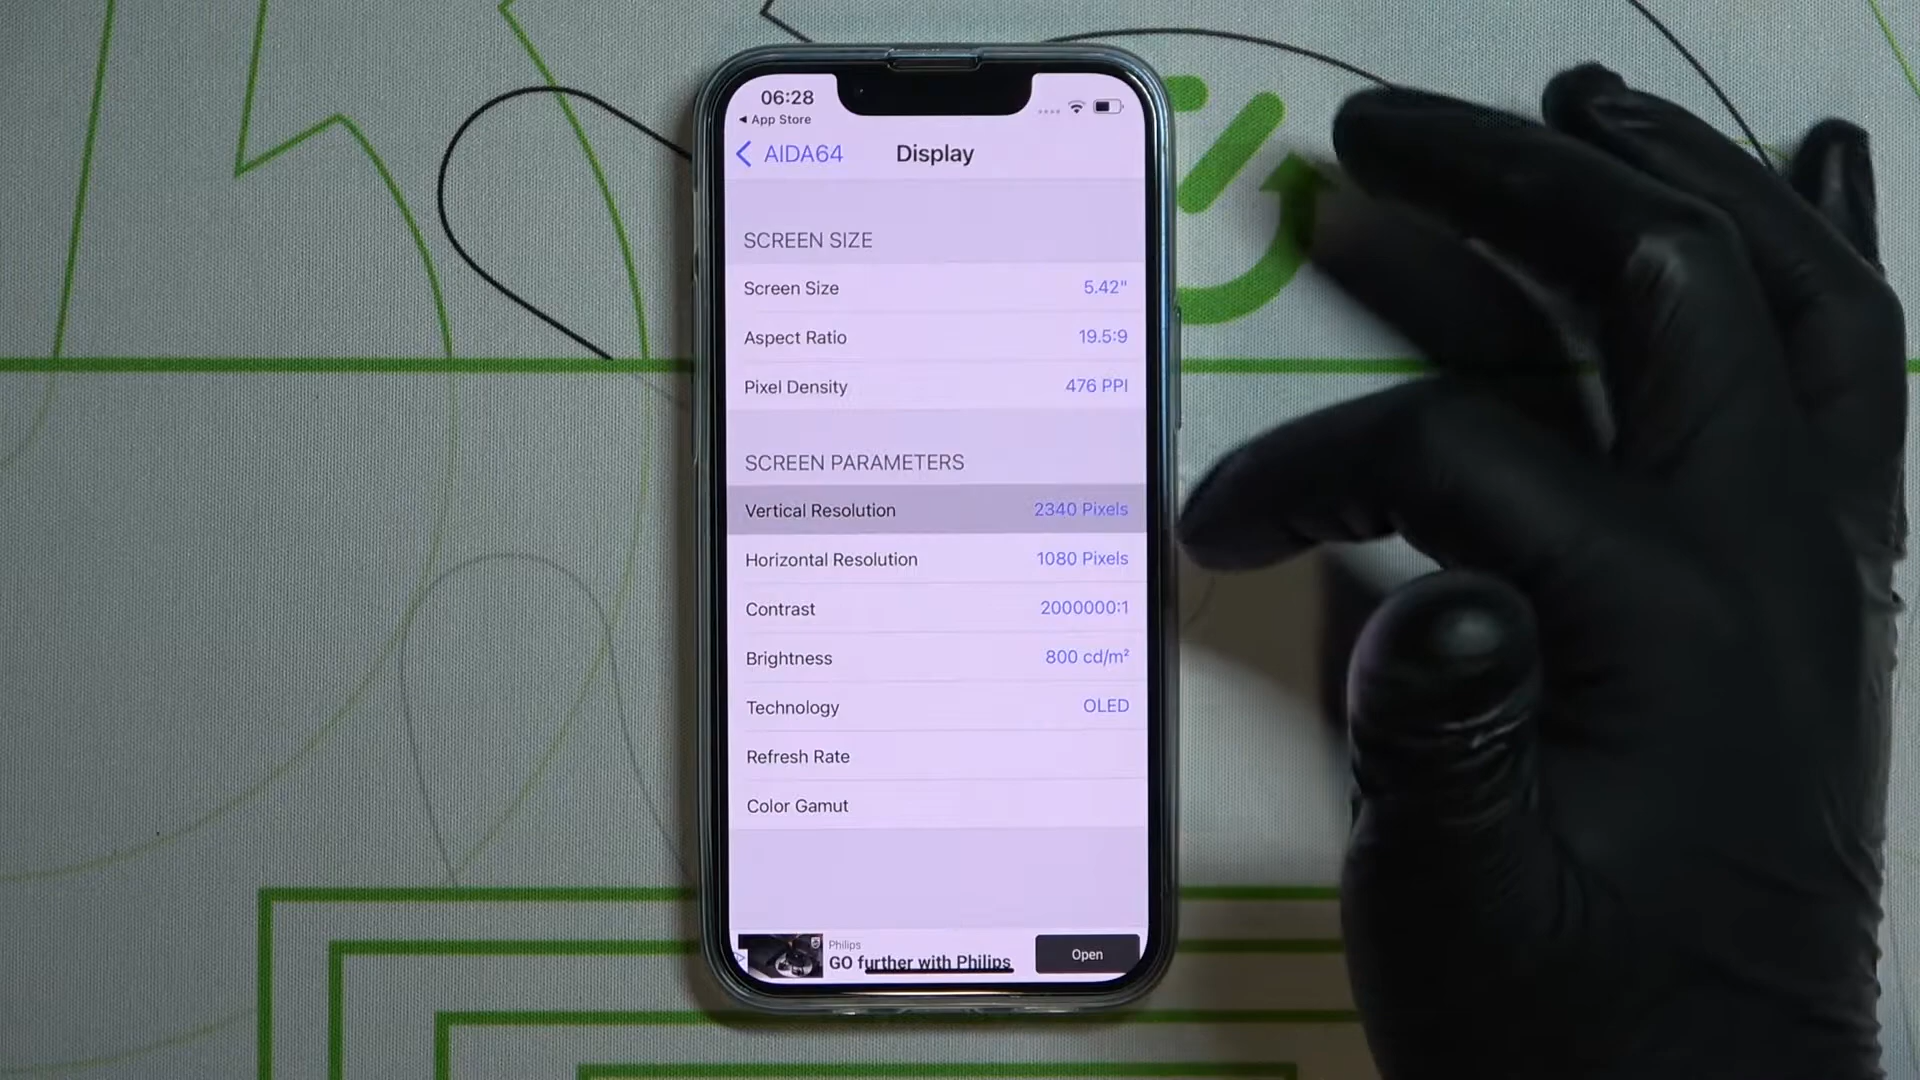 06:28
◄ App Store
AIDA64
Display
SCREEN SIZE
Screen Size 5.42"
Aspect Ratio 19.5:9
Pixel Density 476 PPI
SCREEN PARAMETERS
Vertical Resolution 2340 Pixels
Horizontal Resolution 1080 Pixels
Contrast 2000000:1
Brightness 800 cd/m²
Technology OLED
Refresh Rate
Color Gamut
Philips
GO further with Philips
Open